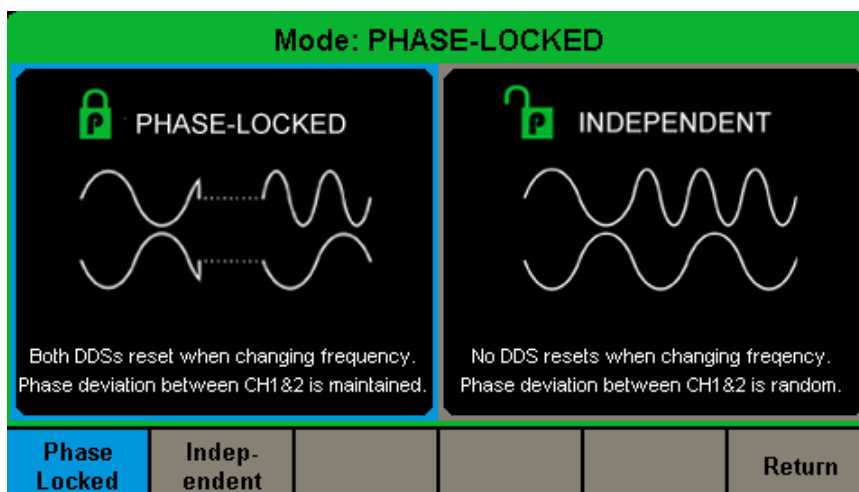 Mode: PHASE-LOCKED
P PHASE-LOCKED
Both DDSs reset when changing frequency.
Phase deviation between CH1&2 is maintained.
P INDEPENDENT
No DDS resets when changing freqency.
Phase deviation between CH1&2 is random.
Phase
Locked
Indep-
endent
Return